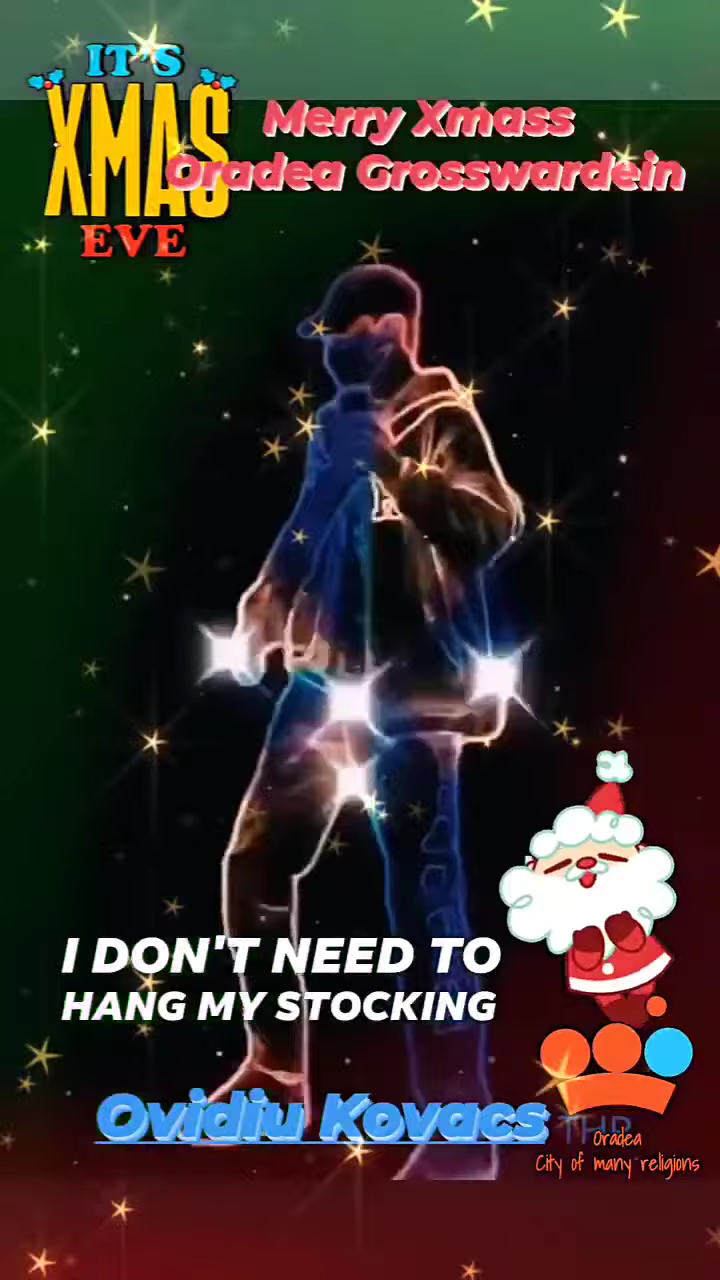 IT'S
XMAS
EVE
Merry Xmass
Oradea Grosswardein
I DON'T NEED TO
HANG MY STOCKING
Ovidiu Kovacs
Oradea
City of many religions